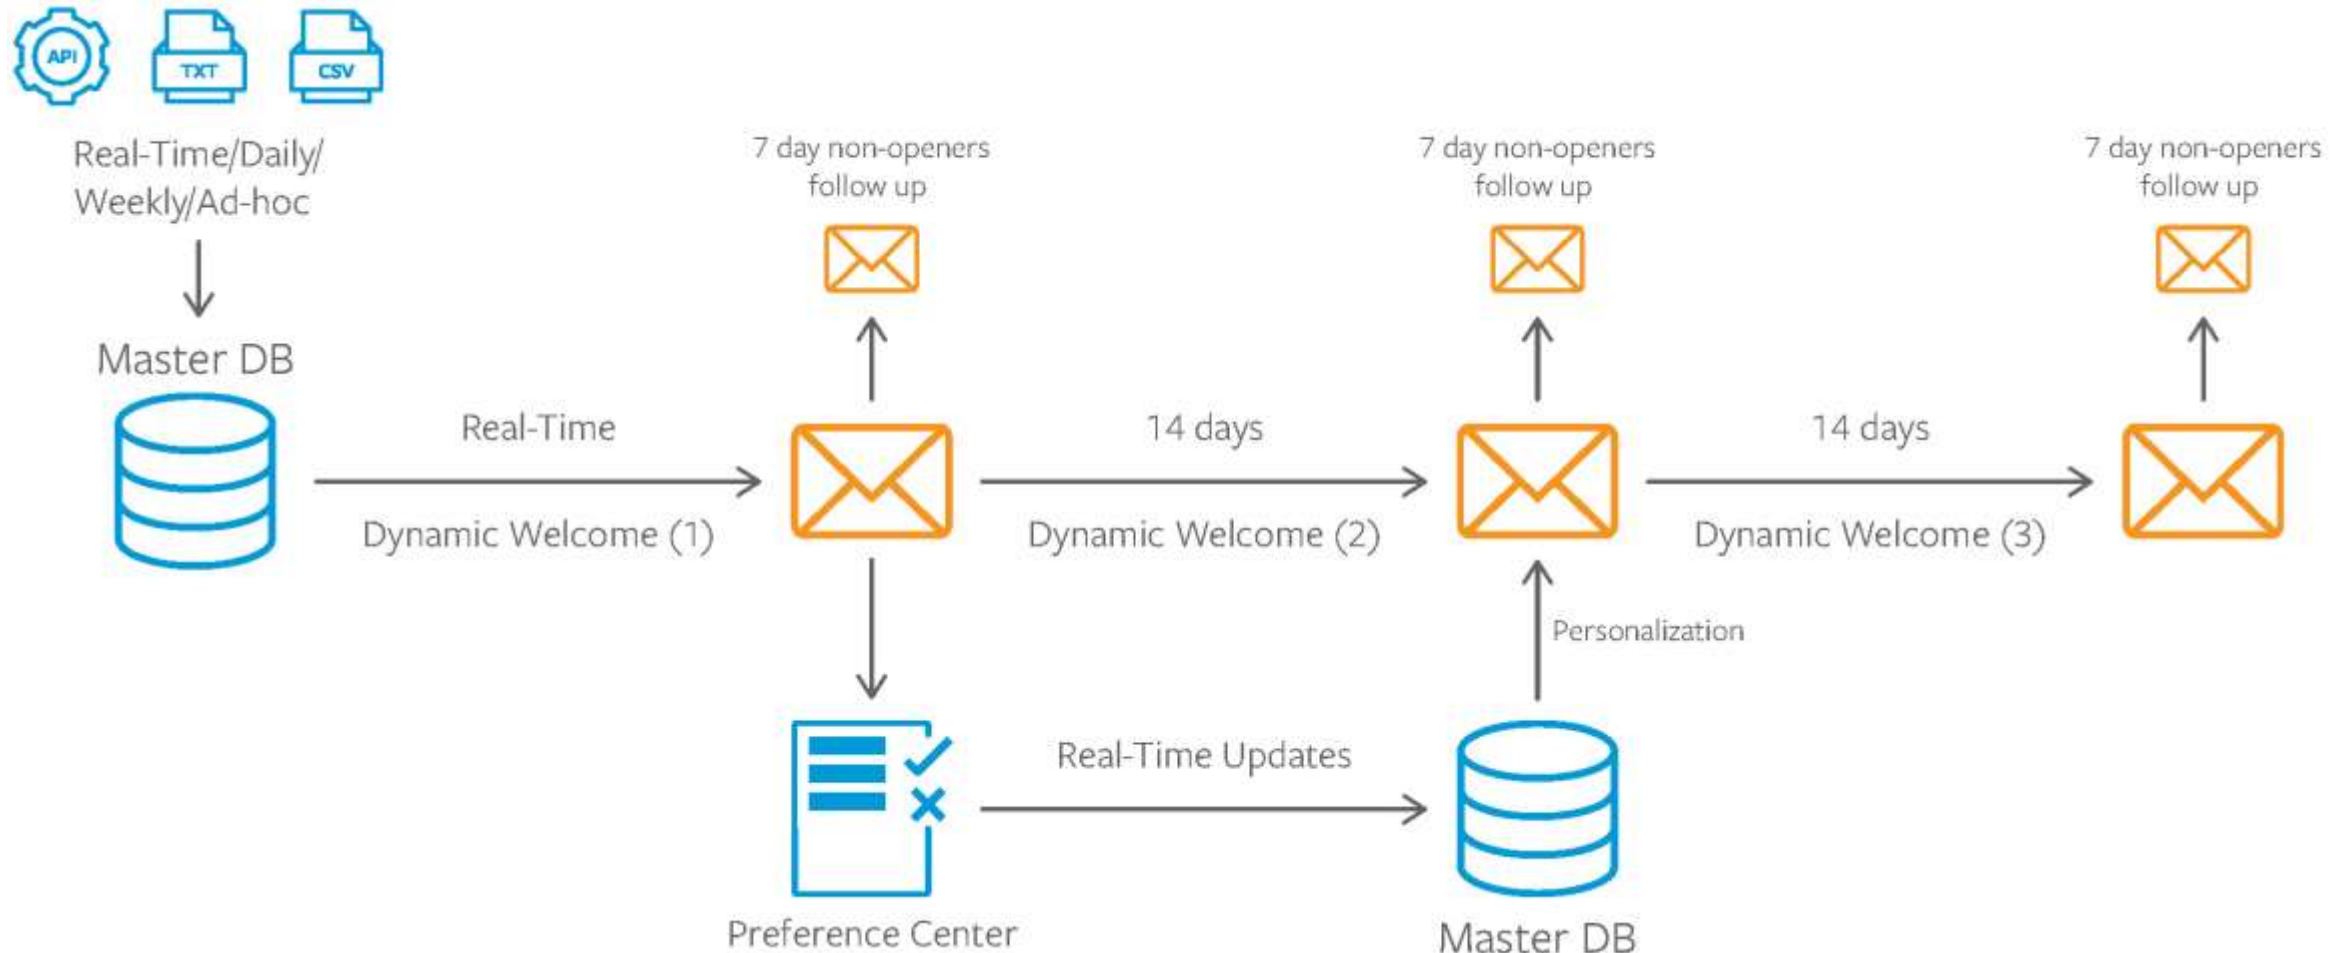 API
TXT
CSV
Real-Time/Daily/
Weekly/Ad-hoc
7 day non-openers
follow up
7 day non-openers
follow up
7 day non-openers
follow up
Master DB
Real-Time
14 days
14 days
Dynamic Welcome (1)
Dynamic Welcome (2)
Dynamic Welcome (3)
Personalization
Real-Time Updates
Preference Center
Master DB